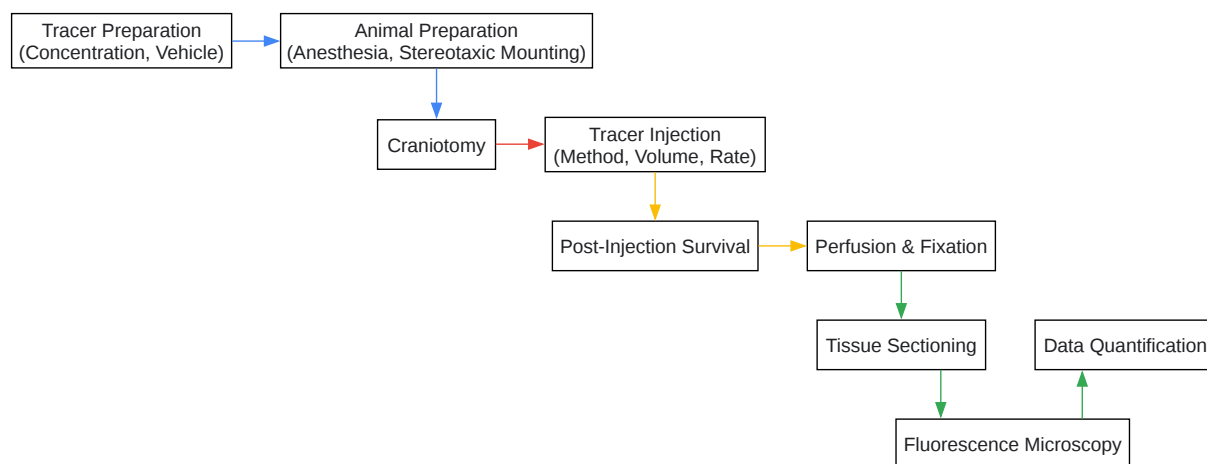 Tracer Preparation
(Concentration, Vehicle)
Animal Preparation
(Anesthesia, Stereotaxic Mounting)
Craniotomy
Tracer Injection
(Method, Volume, Rate)
Post-Injection Survival
Perfusion & Fixation
Tissue Sectioning
Data Quantification
Fluorescence Microscopy